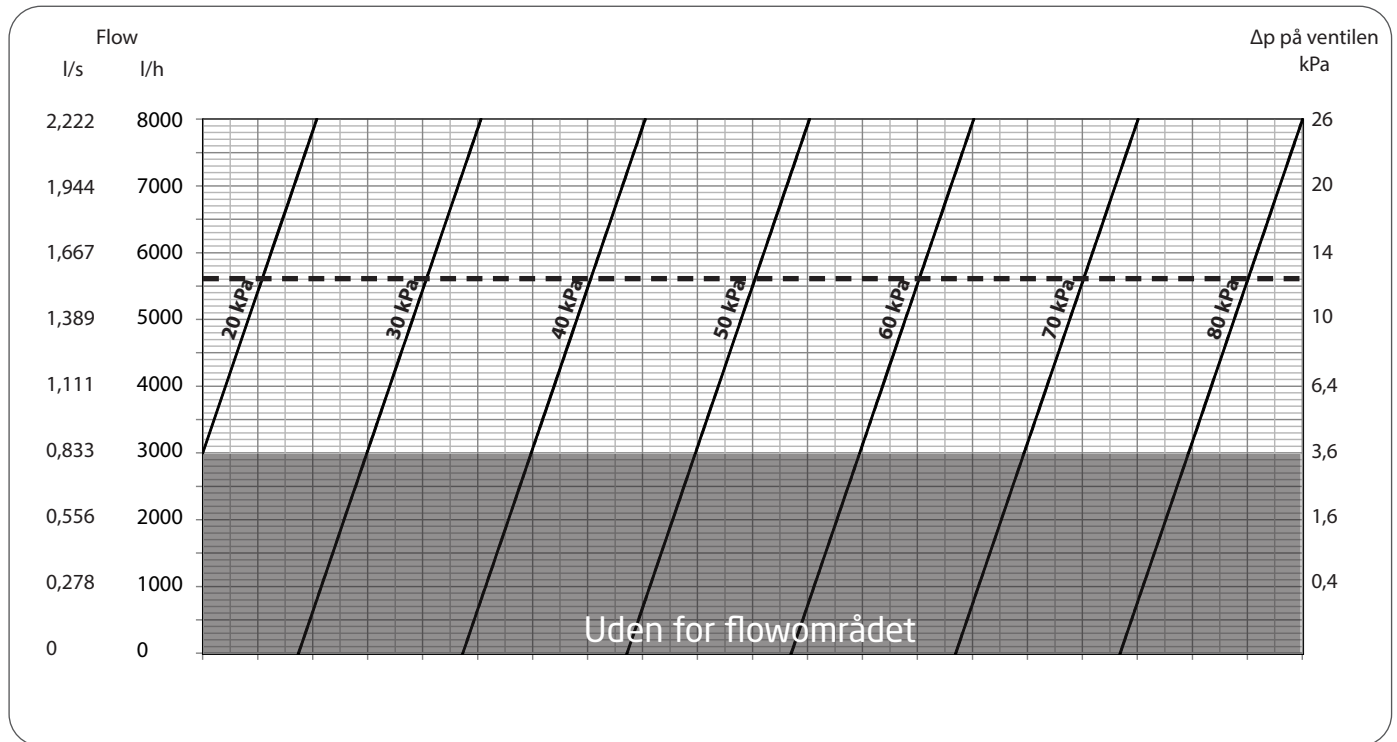 Flow
Δp på ventilen
l/s l/h
kPa
2,222 8000 26
1,944 7000 20
1,667 6000 14
20 kPa 30 kPa 40 kPa 50 kPa 60 kPa 70 kPa 80 kPa
1,389 5000 10
1,111 4000 6,4
0,833 3000 3,6
0,556 2000 1,6
0,278 1000 0,4
Uden for flowområdet
0 0